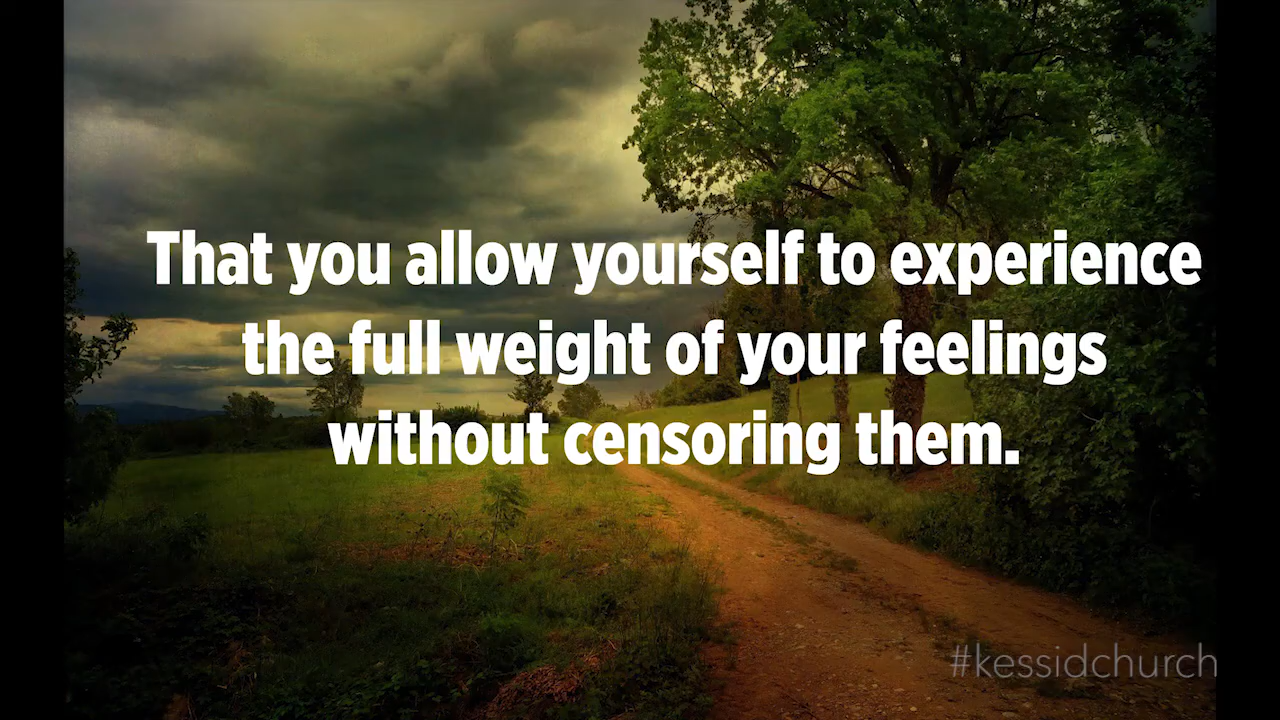 That you allow yourself to experience
the full weight of your feelings
without censoring them.
#kessidchurch